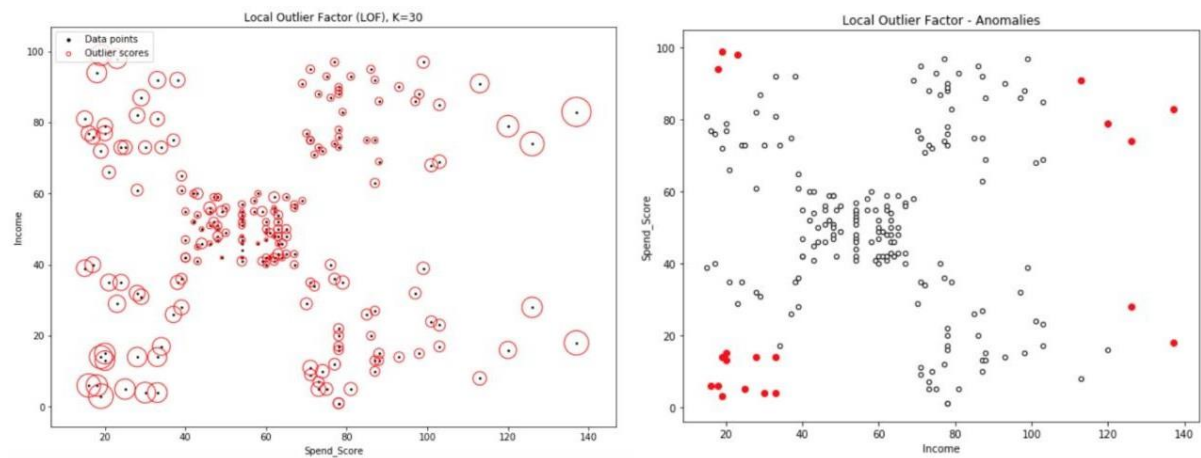 Local Outlier Factor (LOF), K=30
Data points
Outlier scores
100
80
60
40
20
0
Income
20 40 60 80 100 120 140
Spend_Score
Local Outlier Factor - Anomalies
100
80
60
40
20
0
Spend_Score
20 40 60 80 100 120 140
Income